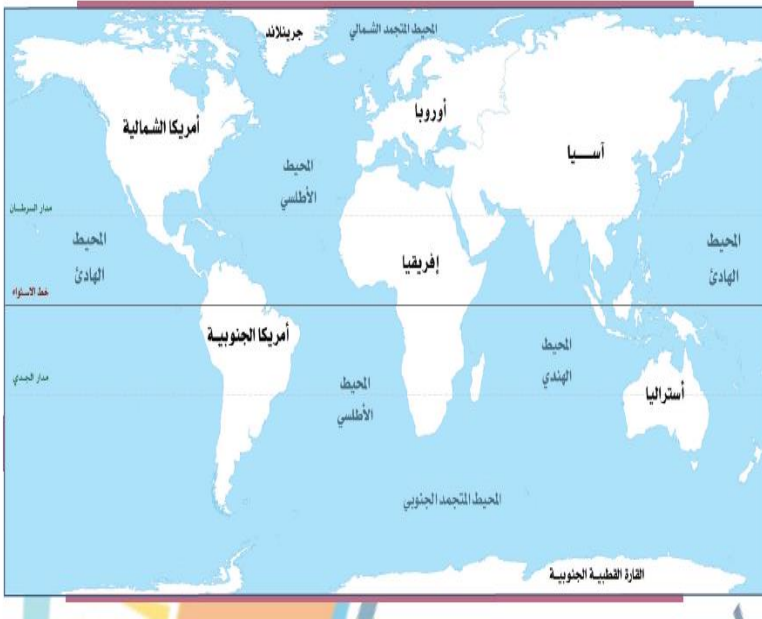 المحيط المتجمد الشمالي
جرينلاند
أوروبا
أمريكا الشمالية
آســـيا
المحيط
الأطلسي
مدار السرطان
المحيط
الهادئ
المحيط
الهادئ
إفريقيا
خط الاستواء
أمريكا الجنوبية
المحيط
الهندي
مدار الجدي
المحيط
الأطلسي
أستراليا
المحيط المتجمد الجنوبي
القارة القطبية الجنوبية